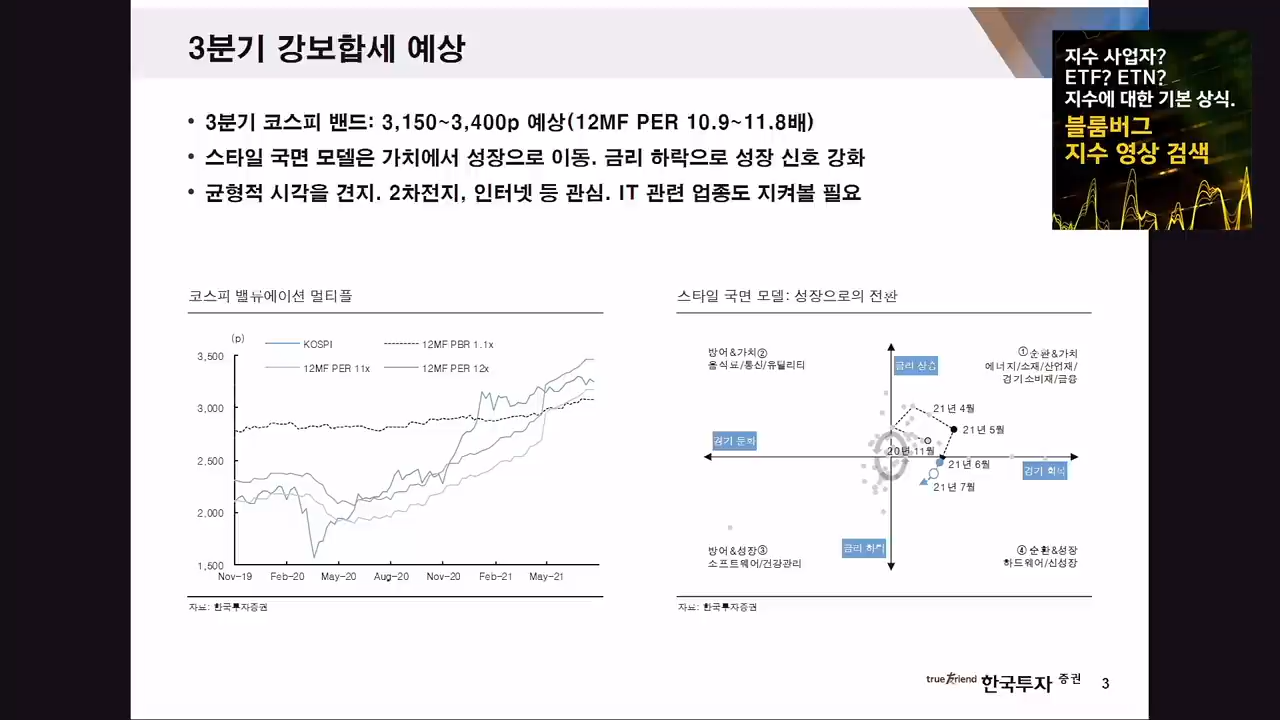 3분기 강보합세 예상
지수 사업자?
ETF? ETN?
지수에 대한 기본 상식.
블룸버그
지수 영상 검색
• 3분기 코스피 밴드: 3,150~3,400p 예상(12MF PER 10.9~11.8배)
• 스타일 국면 모델은 가치에서 성장으로 이동. 금리 하락으로 성장 신호 강화
• 균형적 시각을 견지. 2차전지, 인터넷 등 관심. IT 관련 업종도 지켜볼 필요
코스피 밸류에이션 멀티플
(p)
KOSPI
12MF PBR 1.1x
12MF PER 11x
12MF PER 12x
3,500
3,000
2,500
2,000
1,500
Nov-19 Feb-20 May-20 Aug-20 Nov-20 Feb-21 May-21
자료: 한국투자증권
스타일 국면 모델: 성장으로의 전환
방어&가치②
음식료/통신/유틸리티
금리 상승
①순환&가치
에너지/소재/산업재/
경기소비재/금융
21년 4월
21년 5월
경기 둔화
20년 11월
21년 6월
경기 회복
21년 7월
방어&성장③
소프트웨어/건강관리
금리 하락
④ 순환&성장
하드웨어/신성장
자료: 한국투자증권
true friend 한국투자 증권 3